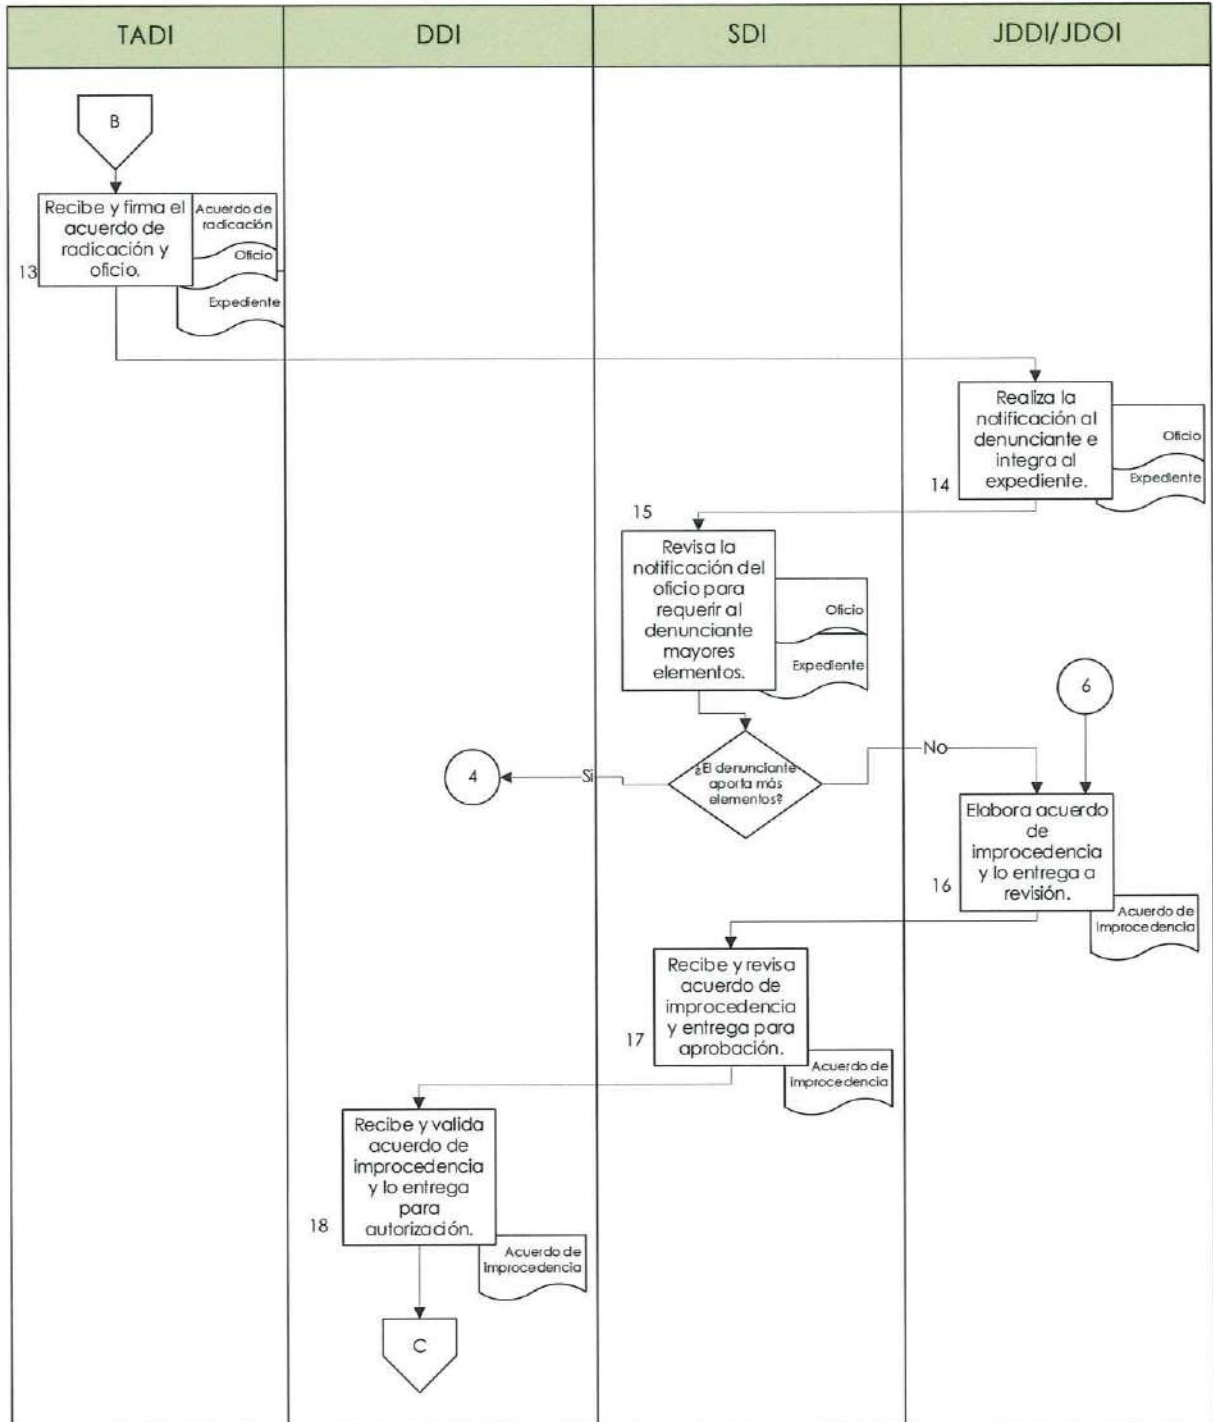 TADI
DDI
SDI
JDDI/JDOI
B
Recibe y firma el
acuerdo de
radicación y
oficio.
Acuerdo de
radicación
Oficio
Expediente
13
Realiza la
notificación al
denunciante e
integra al
expediente.
Oficio
Expediente
14
15
Revisa la
notificación del
oficio para
requerir al
denunciante
mayores
elementos.
Oficio
Expediente
6
¿El denunciante
aporta más
elementos?
Si
4
No
Elabora acuerdo
de
improcedencia
y lo entrega a
revisión.
16
Acuerdo de
improcedencia
Recibe y revisa
acuerdo de
improcedencia
y entrega para
aprobación.
17
Acuerdo de
improcedencia
Recibe y valida
acuerdo de
improcedencia
y lo entrega
para
autorización.
18
Acuerdo de
improcedencia
C